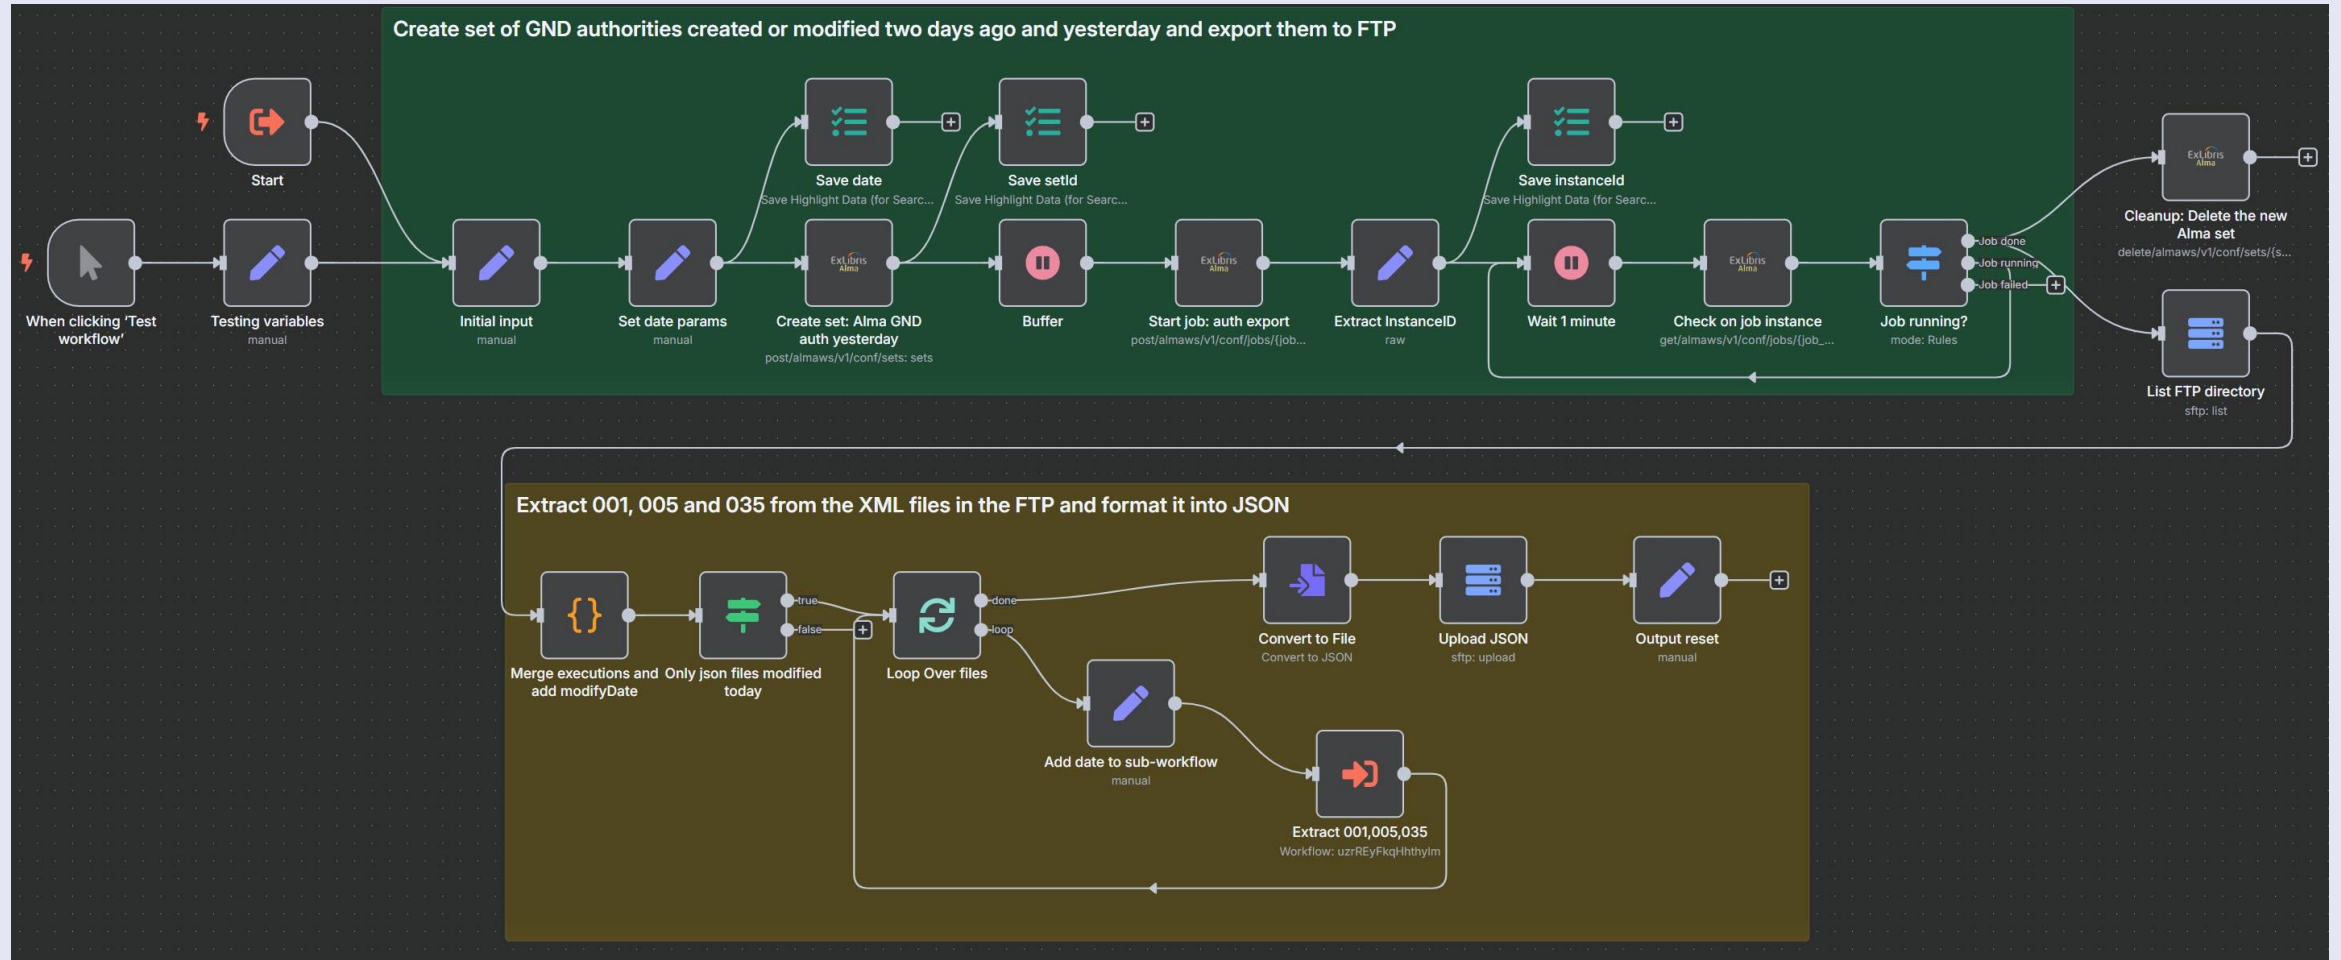 Create set of GND authorities created or modified two days ago and yesterday and export them to FTP
Start
Save date
Save Highlight Data (for Searc...
Save setId
Save Highlight Data (for Searc...
Save instanceId
Save Highlight Data (for Searc...
ExLibris
Alma
Cleanup: Delete the new
Alma set
delete/almaws/v1/conf/sets/{s...
When clicking ‘Test
workflow’
Testing variables
manual
Initial input
manual
Set date params
manual
ExLibris
Alma
Create set: Alma GND
auth yesterday
post/almaws/v1/conf/sets: sets
Buffer
ExLibris
Alma
Start job: auth export
post/almaws/v1/conf/jobs/{job...
Extract InstanceID
raw
Wait 1 minute
ExLibris
Alma
Check on job instance
get/almaws/v1/conf/jobs/{job_...
Job done
Job running
Job failed
Job running?
mode: Rules
List FTP directory
sftp: list
Extract 001, 005 and 035 from the XML files in the FTP and format it into JSON
Merge executions and
add modifyDate
true
false
Only json files modified
today
done
loop
Loop Over files
Convert to File
Convert to JSON
Upload JSON
sftp: upload
Output reset
manual
Add date to sub-workflow
manual
Extract 001,005,035
Workflow: uzrREyFkqHhthyIm